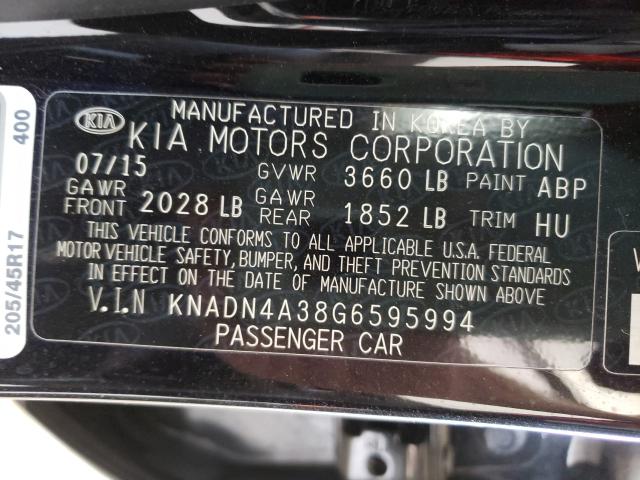 MANUFACTURED IN KOREA BY
KIA KIA MOTORS CORPORATION
07/15 GVWR 3660 LB PAINT ABP
GAWR FRONT 2028 LB GAWR REAR 1852 LB TRIM HU
THIS VEHICLE CONFORMS TO ALL APPLICABLE U.S.A. FEDERAL
MOTOR VEHICLE SAFETY, BUMPER, AND THEFT PREVENTION STANDARDS
IN EFFECT ON THE DATE OF MANUFACTURE SHOWN ABOVE
V.I.N KNADN4A38G6595994
PASSENGER CAR
205/45R17
400